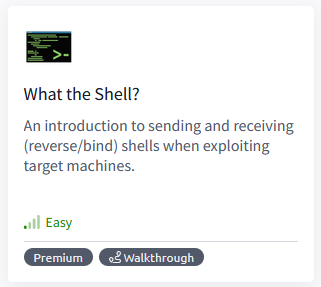 What the Shell?
An introduction to sending and receiving
(reverse/bind) shells when exploiting
target machines.
Easy
Premium
Walkthrough